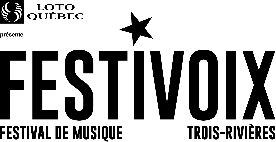 LOTO
QUÉBEC
présente
FESTIVOIX
FESTIVAL DE MUSIQUE TROIS-RIVIÈRES